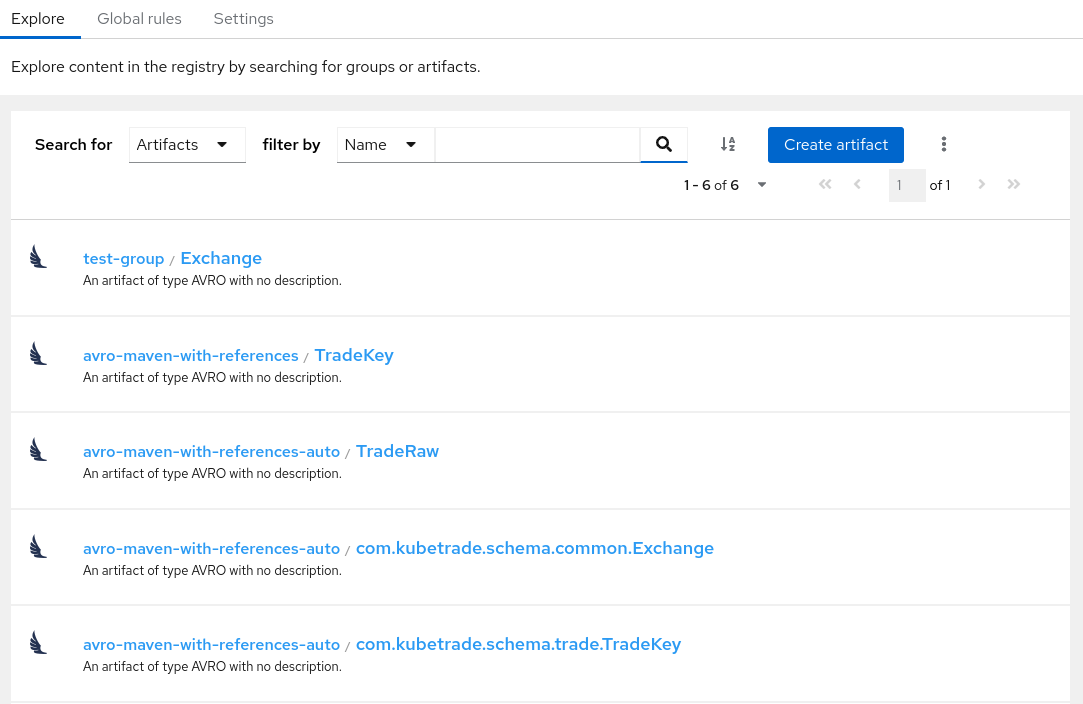 Explore Global rules Settings
Explore content in the registry by searching for groups or artifacts.
Search for Artifacts filter by Name Create artifact
1 - 6 of 6 1 of 1
test-group / Exchange
An artifact of type AVRO with no description.
avro-maven-with-references / TradeKey
An artifact of type AVRO with no description.
avro-maven-with-references-auto / TradeRaw
An artifact of type AVRO with no description.
avro-maven-with-references-auto / com.kubetrade.schema.common.Exchange
An artifact of type AVRO with no description.
avro-maven-with-references-auto / com.kubetrade.schema.trade.TradeKey
An artifact of type AVRO with no description.